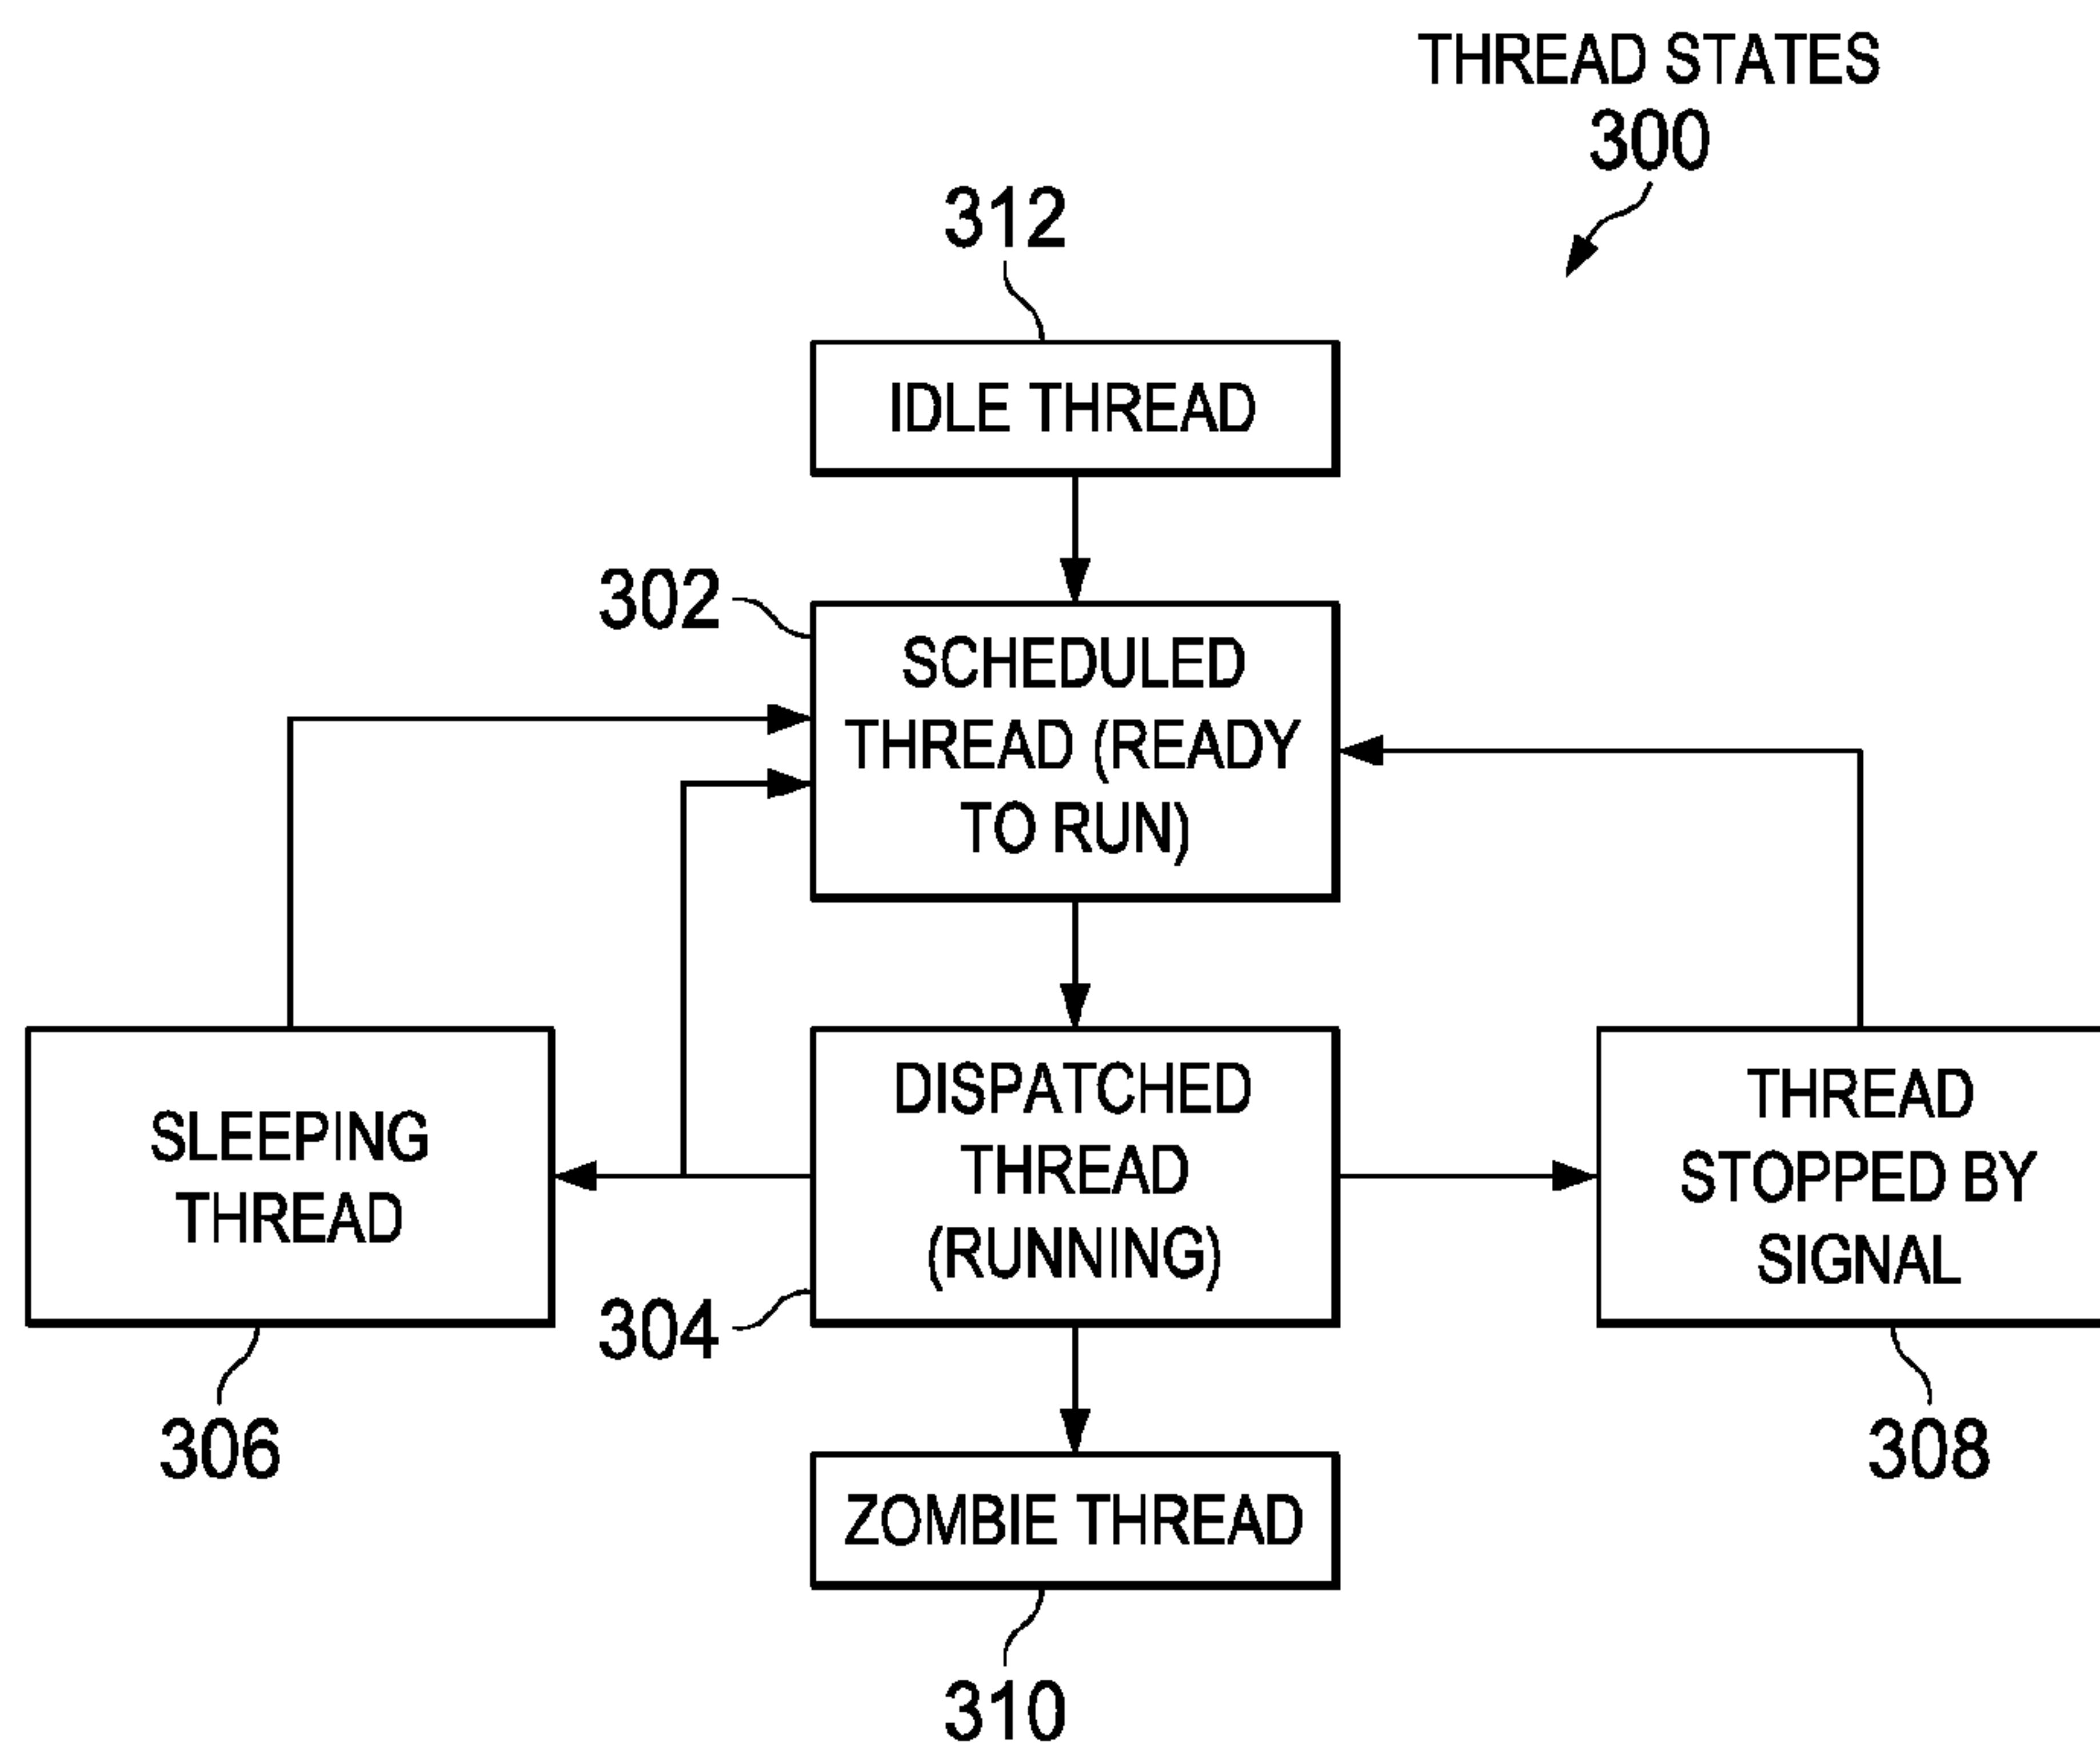 THREAD STATES
300
312
IDLE THREAD
302
SCHEDULED
THREAD (READY
TO RUN)
SLEEPING
THREAD
306
DISPATCHED
THREAD
(RUNNING)
304
THREAD
STOPPED BY
SIGNAL
308
ZOMBIE THREAD
310